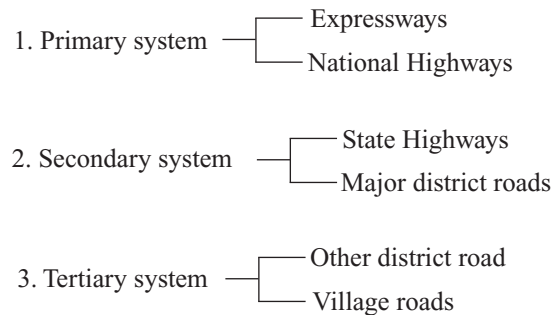 Expressways
1. Primary system
National Highways
State Highways
2. Secondary system
Major district roads
Other district road
3. Tertiary system
Village roads